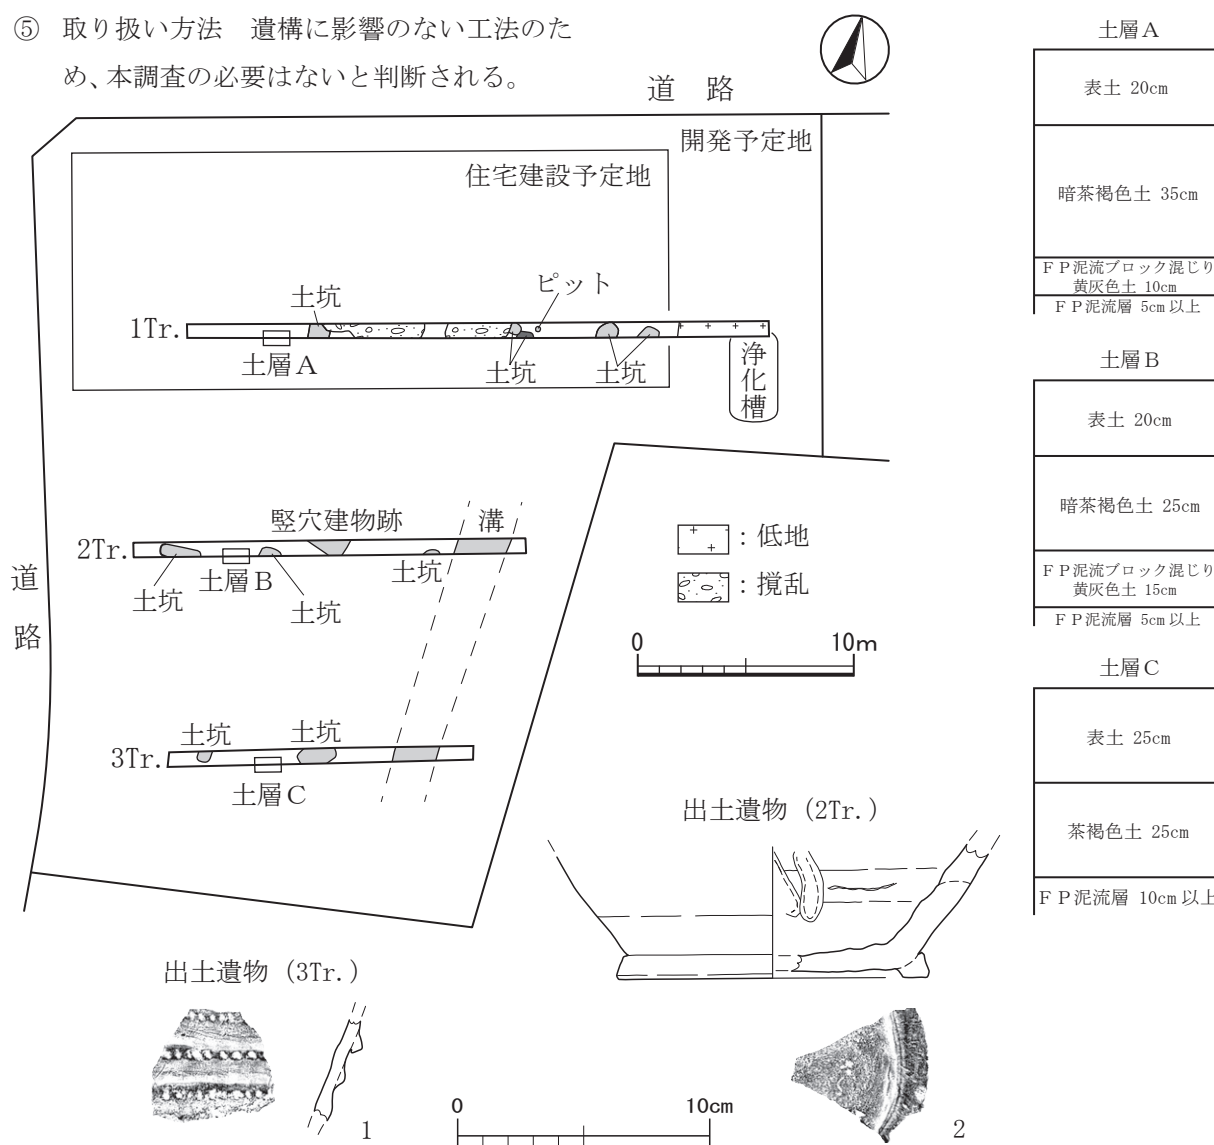 ⑤ 取り扱い方法 遺構に影響のない工法のた
め、本調査の必要はないと判断される。
道 路
開発予定地
住宅建設予定地
ピット
土坑
1Tr.
土層A
土坑
土坑
浄化槽
竪穴建物跡
溝
2Tr.
土層B
土坑
土坑
土坑
道路
: 低地
: 撹乱
0 10m
土坑
土坑
3Tr.
土層C
出土遺物 (2Tr.)
出土遺物 (3Tr.)
1
0 10cm
2
土層A
表土 20cm
暗茶褐色土 35cm
FP泥流ブロック混じり
黄灰色土 10cm
FP泥流層 5cm以上
土層B
表土 20cm
暗茶褐色土 25cm
FP泥流ブロック混じり
黄灰色土 15cm
FP泥流層 5cm以上
土層C
表土 25cm
茶褐色土 25cm
FP泥流層 10cm以上